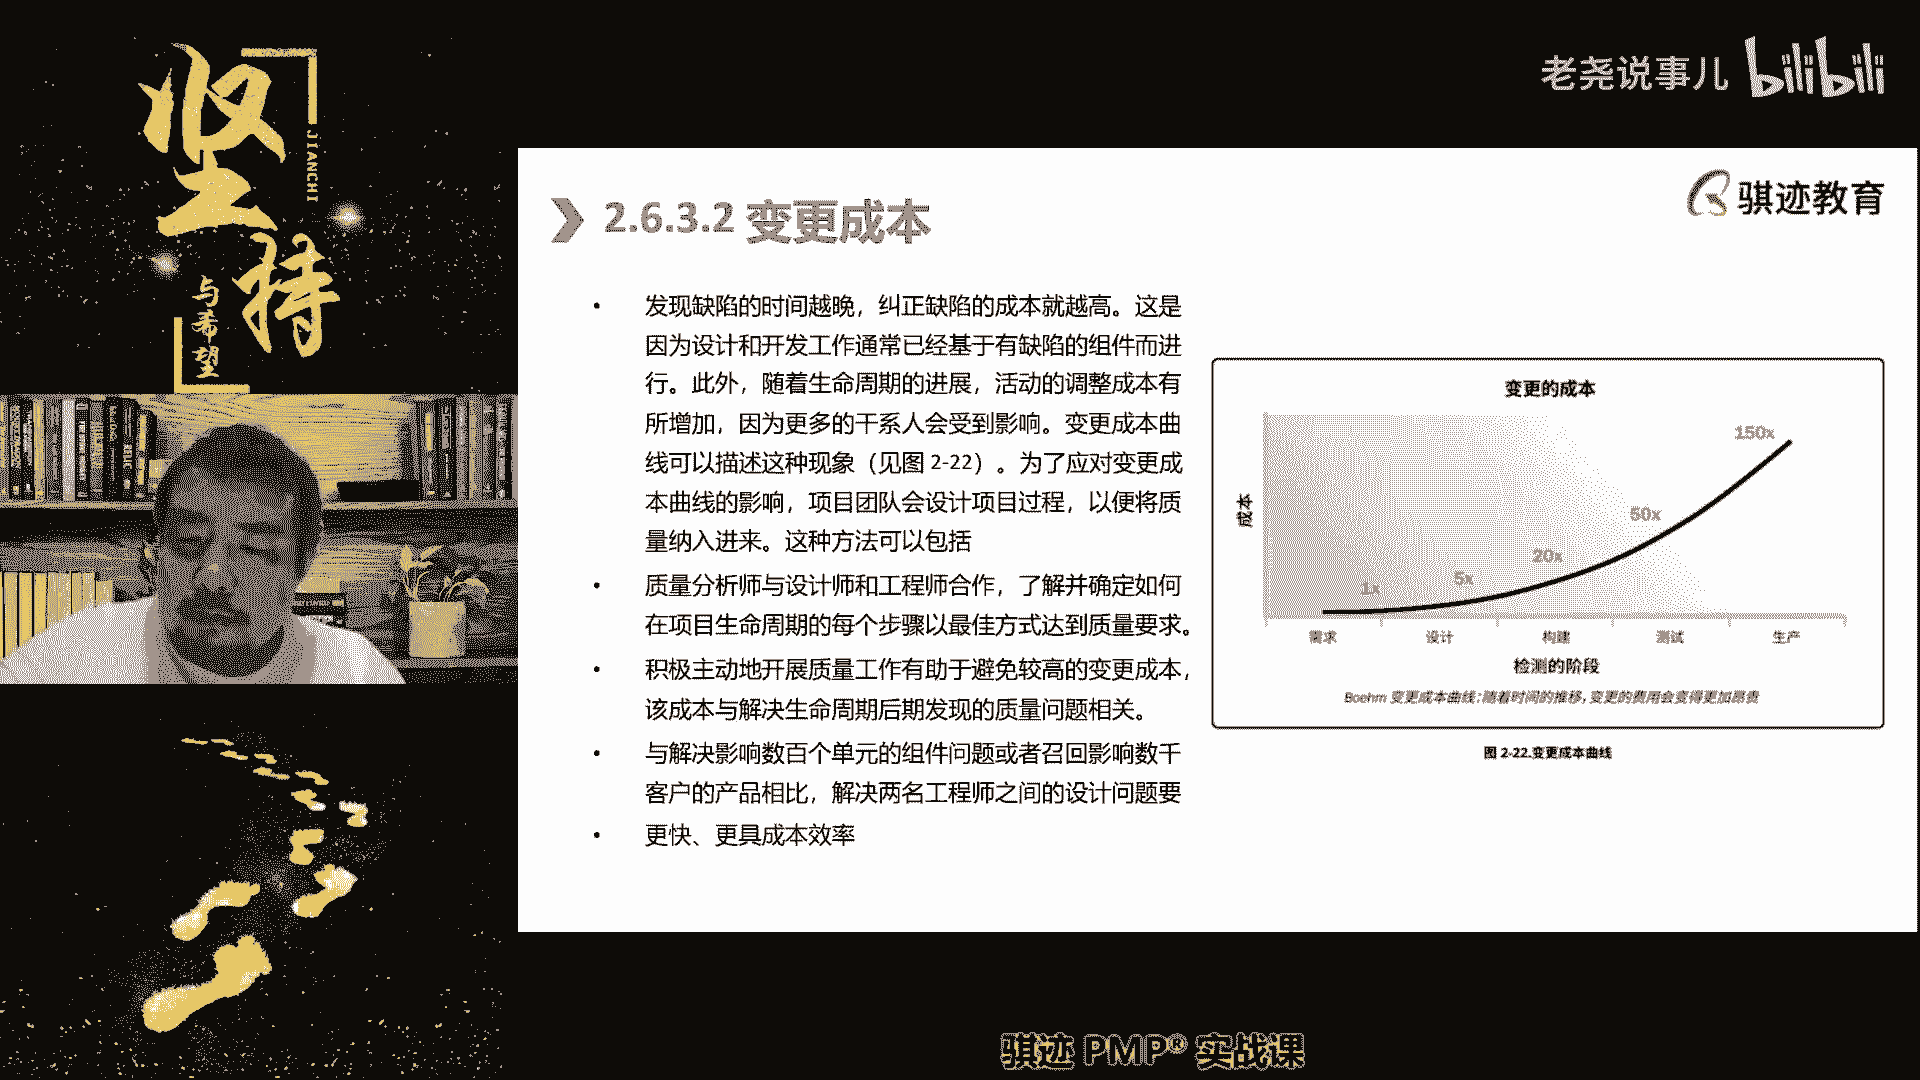 坚持
JIANCHI
与希望
老尧说事儿 bilibili
骐迹教育
2.6.3.2 变更成本
• 发现缺陷的时间越晚，纠正缺陷的成本就越高。这是
因为设计和开发工作通常已经基于有缺陷的组件而进
行。此外，随着生命周期的进展，活动的调整成本有
所增加，因为更多的干系人会受到影响。变更成本曲
线可以描述这种现象（见图 2-22）。为了应对变更成
本曲线的影响，项目团队会设计项目过程，以便将质
量纳入进来。这种方法可以包括
• 质量分析师与设计师和工程师合作，了解并确定如何
在项目生命周期的每个步骤以最佳方式达到质量要求。
• 积极主动地开展质量工作有助于避免较高的变更成本，
该成本与解决生命周期后期发现的质量问题相关。
• 与解决影响数百个单元的组件问题或者召回影响数千
客户的产品相比，解决两名工程师之间的设计问题要
• 更快、更具成本效率
变更的成本
成本
1x
5x
20x
50x
150x
需求 设计 构建 测试 生产
检测的阶段
Boehm 变更成本曲线：随着时间的推移，变更的费用会变得更加昂贵
图 2-22.变更成本曲线
骐迹 PMP® 实战课